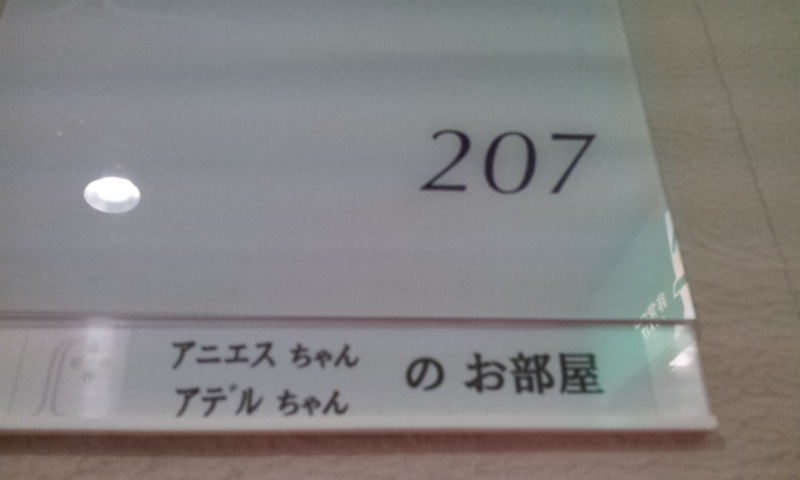 207
アニエス ちゃん
アデル ちゃん
の お部屋